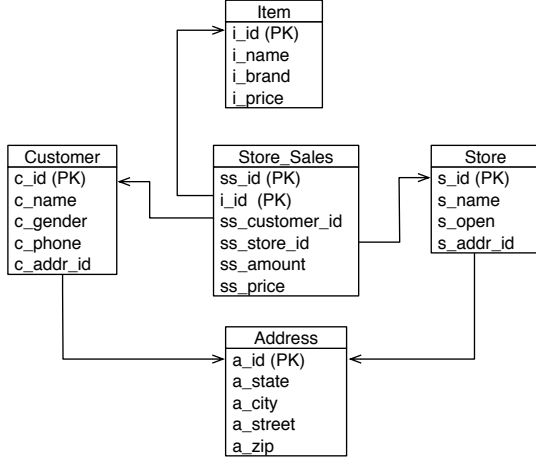 Item
i_id (PK)
i_name
i_brand
i_price
Customer
c_id (PK)
c_name
c_gender
c_phone
c_addr_id
Store_Sales
ss_id (PK)
i_id (PK)
ss_customer_id
ss_store_id
ss_amount
ss_price
Store
s_id (PK)
s_name
s_open
s_addr_id
Address
a_id (PK)
a_state
a_city
a_street
a_zip